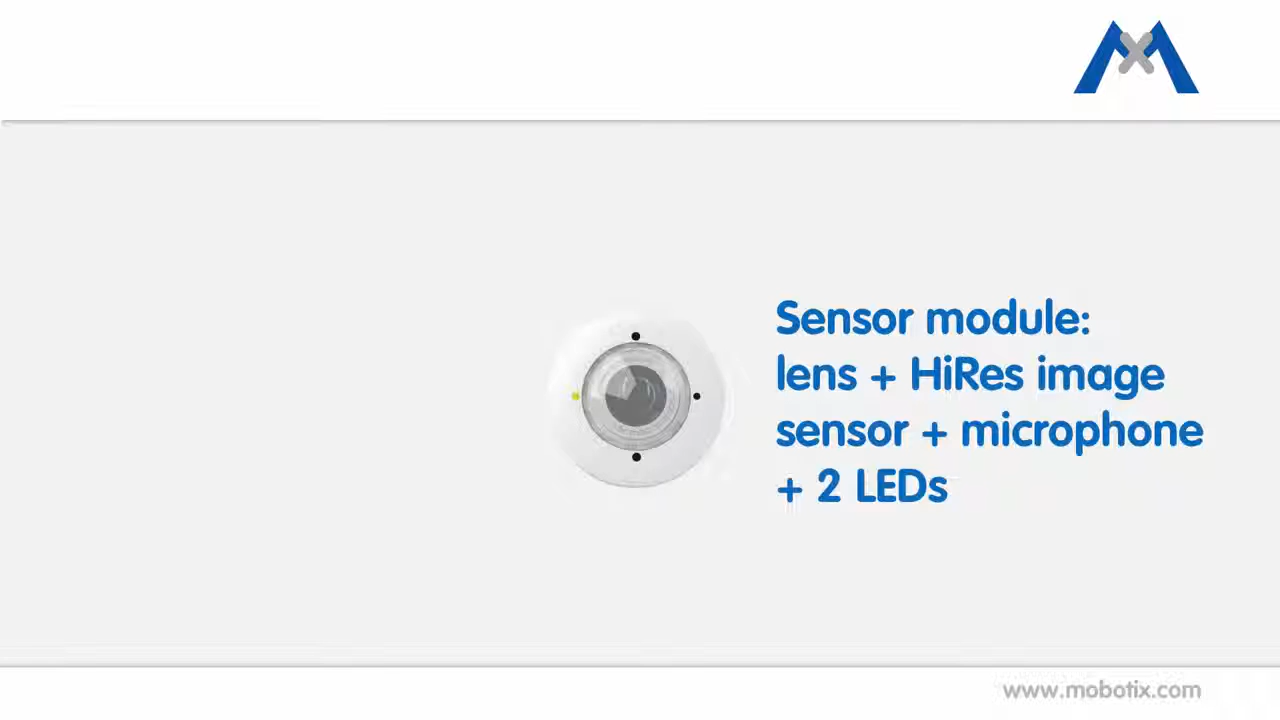 Sensor module:
lens + HiRes image
sensor + microphone
+ 2 LEDs
www.mobotix.com